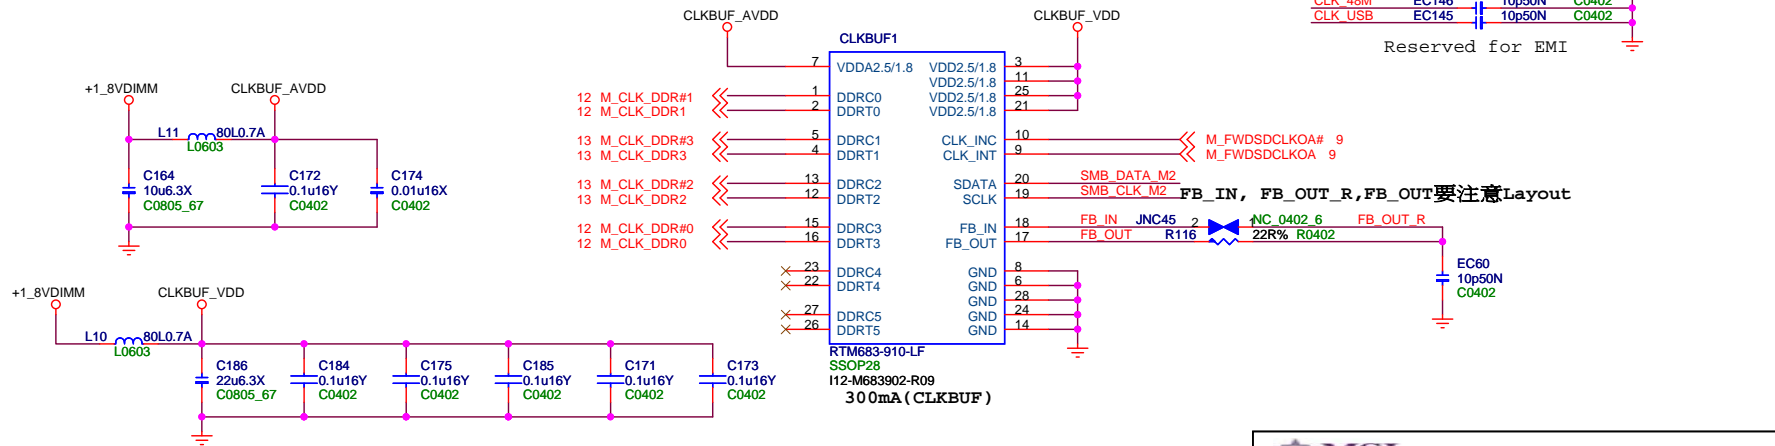 CLK_48M EC146 10p50N C0402
CLK_USB EC145 10p50N C0402
Reserved for EMI
CLKBUF_AVDD
CLKBUF_VDD
CLKBUF1
7 VDDA2.5/1.8 VDD2.5/1.8 3
VDD2.5/1.8 11
12 M_CLK_DDR#1 1 DDRC0 VDD2.5/1.8 25
12 M_CLK_DDR1 2 DDRT0 VDD2.5/1.8 21
13 M_CLK_DDR#3 5 DDRC1 CLK_INC 10 M_FWDSDCLKOA# 9
13 M_CLK_DDR3 4 DDRT1 CLK_INT 9 M_FWDSDCLKOA 9
13 M_CLK_DDR#2 13 DDRC2 SDATA 20 SMB_DATA_M2
13 M_CLK_DDR2 12 DDRT2 SCLK 19 SMB_CLK_M2
FB_IN, FB_OUT_R,FB_OUT要注意Layout
12 M_CLK_DDR#0 15 DDRC3 FB_IN 18 FB_IN JNC45 2 1 NC_0402_6 FB_OUT_R
12 M_CLK_DDR0 16 DDRT3 FB_OUT 17 FB_OUT R116 22R% R0402
23 DDRC4 GND 8
22 DDRT4 GND 6
GND 28
27 DDRC5 GND 24
26 DDRT5 GND 14
EC60
10p50N
C0402
RTM683-910-LF
SSOP28
I12-M683902-R09
300mA(CLKBUF)
+1_8VDIMM
CLKBUF_AVDD
L11 80L0.7A
L0603
C164
10u6.3X
C0805_67
C172
0.1u16Y
C0402
C174
0.01u16X
C0402
+1_8VDIMM
CLKBUF_VDD
L10 80L0.7A
L0603
C186
22u6.3X
C0805_67
C184
0.1u16Y
C0402
C175
0.1u16Y
C0402
C185
0.1u16Y
C0402
C171
0.1u16Y
C0402
C173
0.1u16Y
C0402